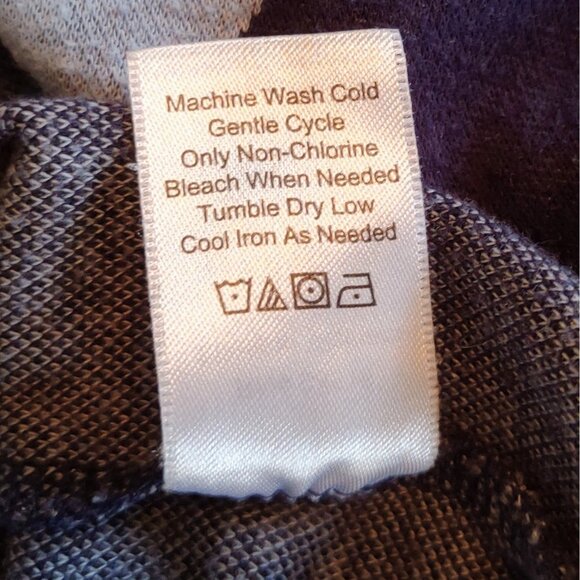 Machine Wash Cold
Gentle Cycle
Only Non-Chlorine
Bleach When Needed
Tumble Dry Low
Cool Iron As Needed